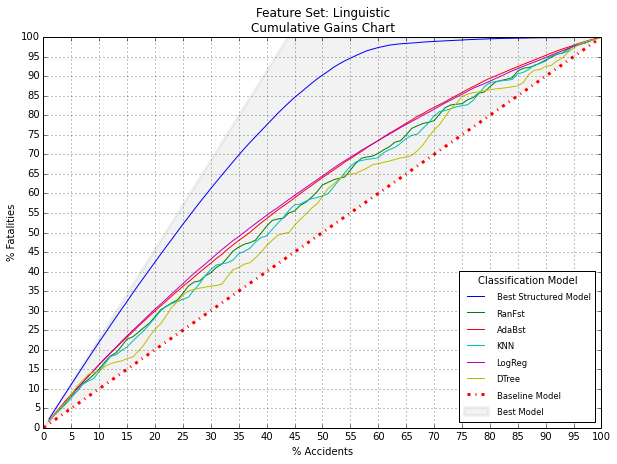 Feature Set: Linguistic
Cumulative Gains Chart
100
95
90
85
80
75
70
65
60
55
50
45
40
35
30
25
20
15
10
5
0
% Fatalities
Classification Model
Best Structured Model
RanFst
AdaBst
KNN
LogReg
DTree
Baseline Model
Best Model
0 5 10 15 20 25 30 35 40 45 50 55 60 65 70 75 80 85 90 95 100
% Accidents